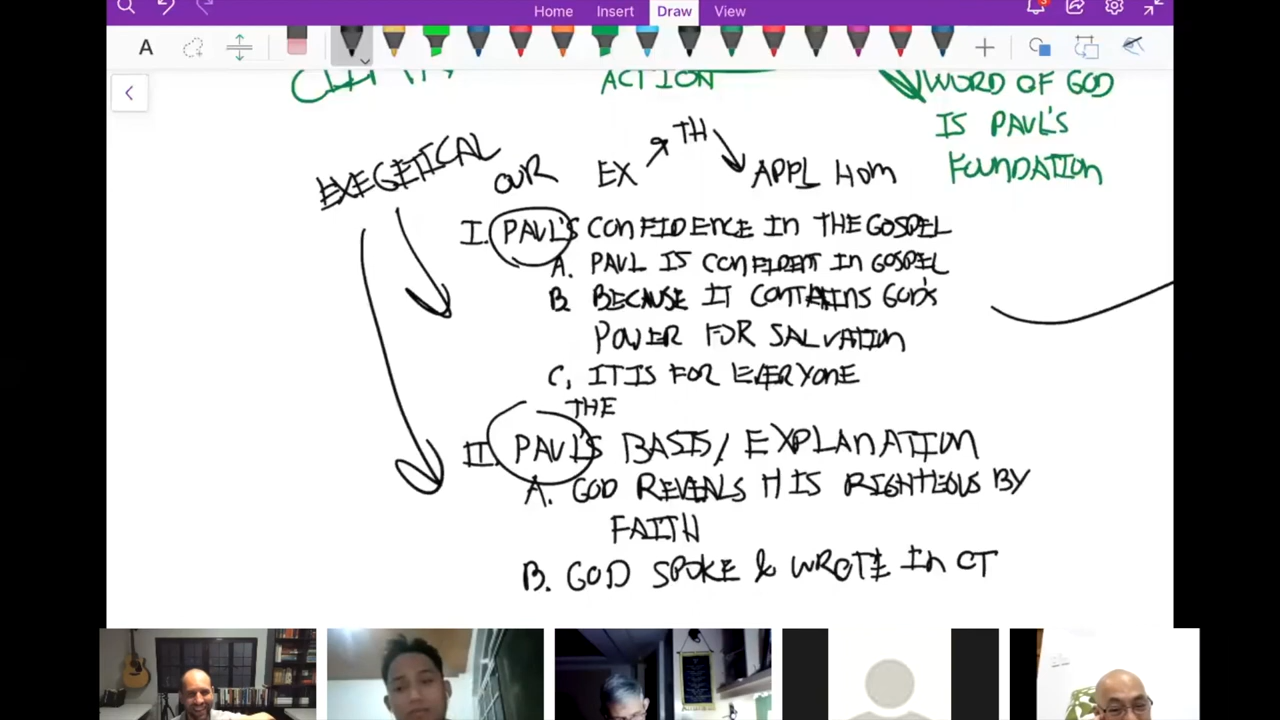 Home Insert Draw View
A
ACTION
WORD OF GOD
IS PAUL'S
FOUNDATION
EXEGETICAL
OUR EX TH APPL HOM
I. PAUL'S CONFIDENCE IN THE GOSPEL
A. PAUL IS CONFIDENT IN GOSPEL
B. BECAUSE IT CONTAINS GOD'S
POWER FOR SALVATION
C. IT IS FOR EVERYONE
THE
II. PAUL'S BASIS/EXPLANATION
A. GOD REVEALS HIS RIGHTEOUS BY
FAITH
B. GOD SPOKE & WROTE IN OT